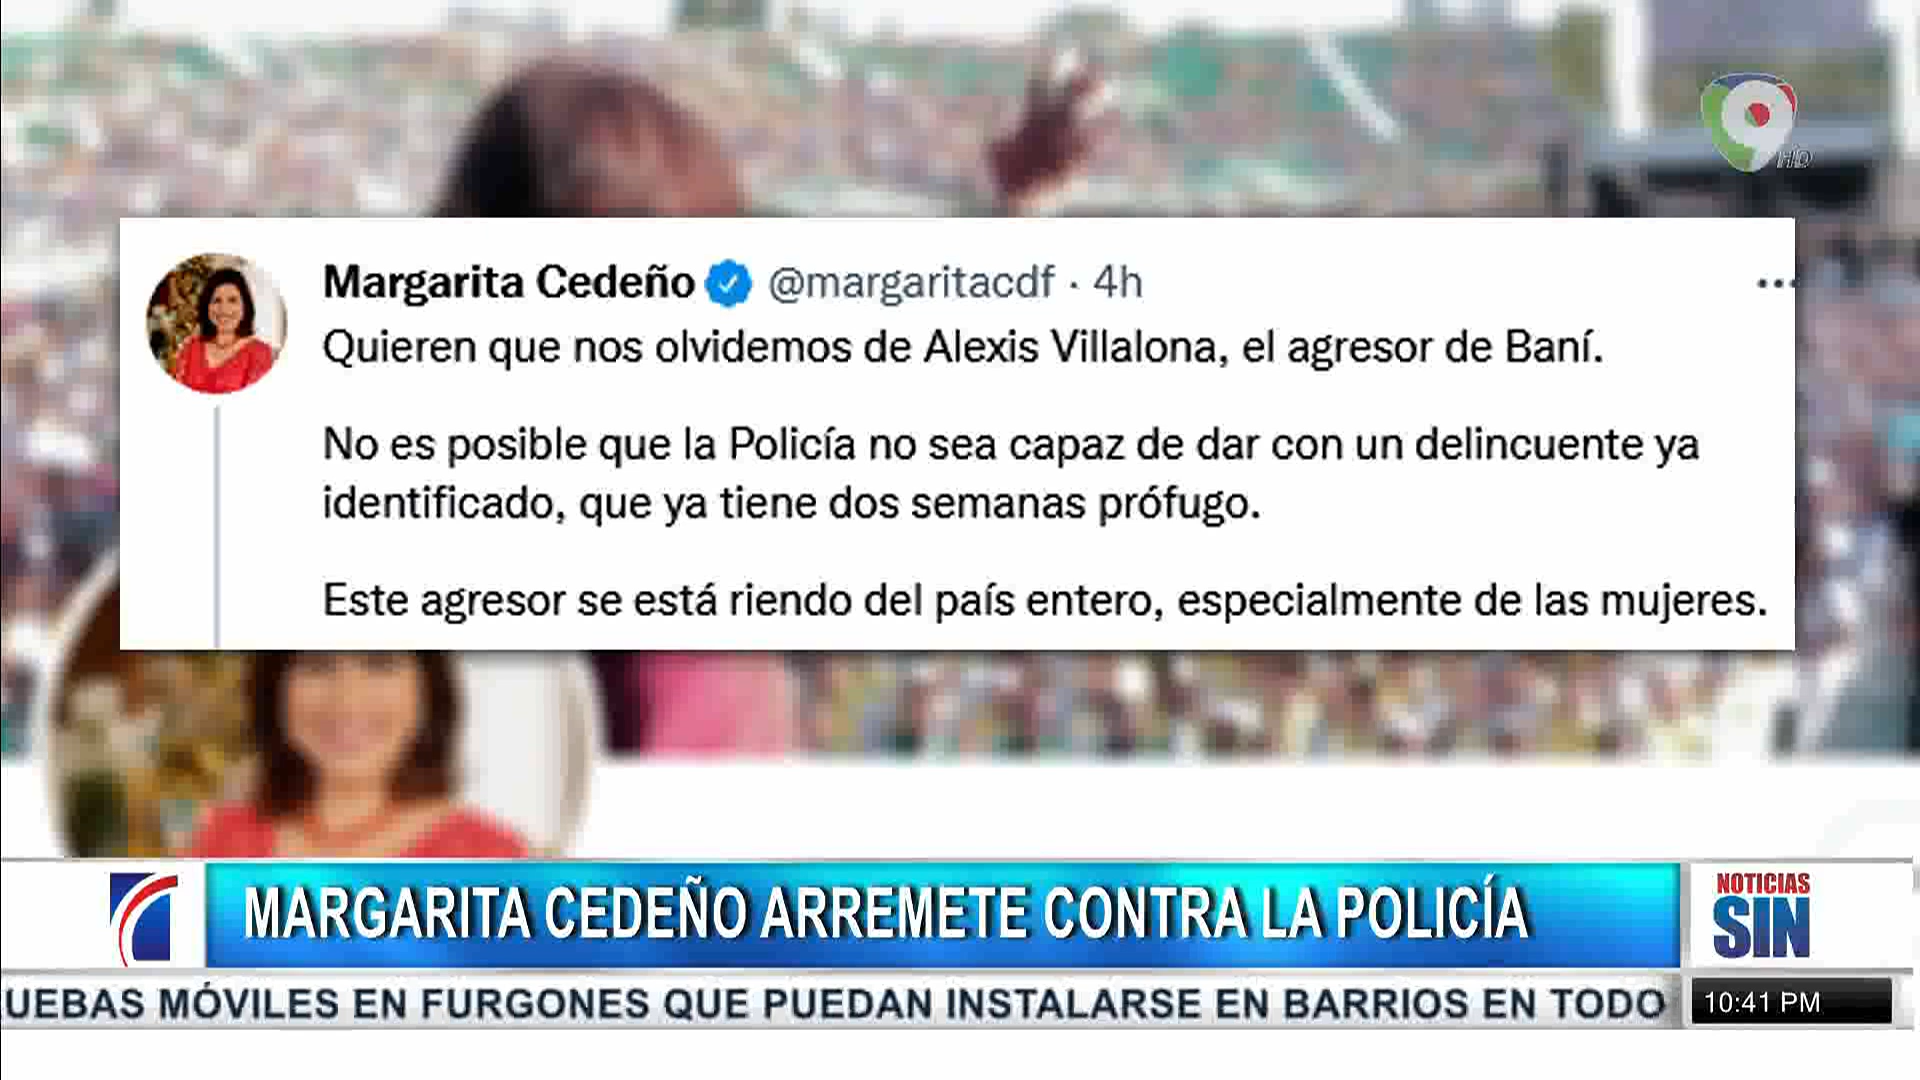 HD
Margarita Cedeño @margaritacdf · 4h
Quieren que nos olvidemos de Alexis Villalona, el agresor de Baní.
No es posible que la Policía no sea capaz de dar con un delincuente ya
identificado, que ya tiene dos semanas prófugo.
Este agresor se está riendo del país entero, especialmente de las mujeres.
MARGARITA CEDEÑO ARREMETE CONTRA LA POLICÍA
NOTICIAS
SIN
UEBAS MÓVILES EN FURGONES QUE PUEDAN INSTALARSE EN BARRIOS EN TODO
10:41 PM